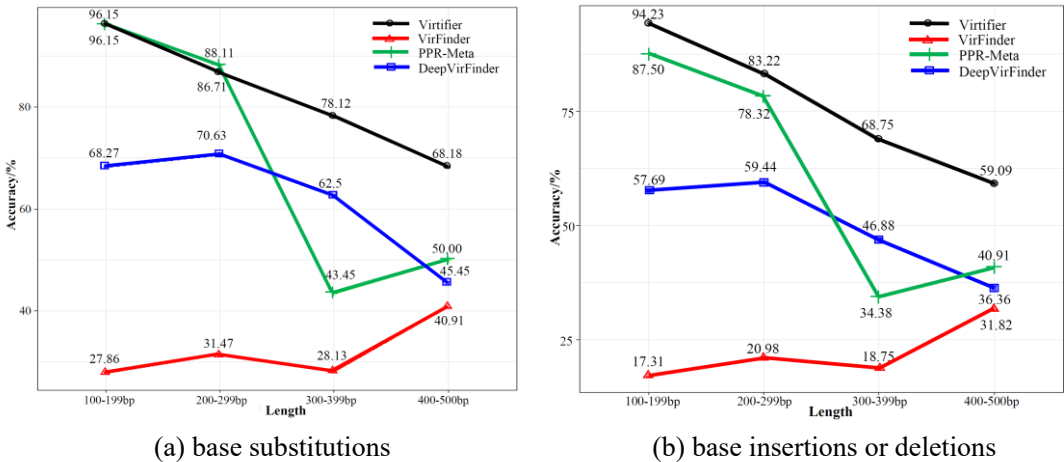 96.15
96.15
88.11
86.71
78.12
68.18
68.27
70.63
62.5
43.45
50.00
45.45
27.86
31.47
28.13
40.91
Virtifier
VirFinder
PPR-Meta
DeepVirFinder
80
60
40
Accuracy/%
100-199bp
200-299bp
300-399bp
400-500bp
Length
(a) base substitutions
94.23
87.50
83.22
78.32
68.75
59.09
57.69
59.44
46.88
34.38
40.91
36.36
31.82
17.31
20.98
18.75
Virtifier
VirFinder
PPR-Meta
DeepVirFinder
75
50
25
Accuracy/%
100-199bp
200-299bp
300-399bp
400-500bp
Length
(b) base insertions or deletions